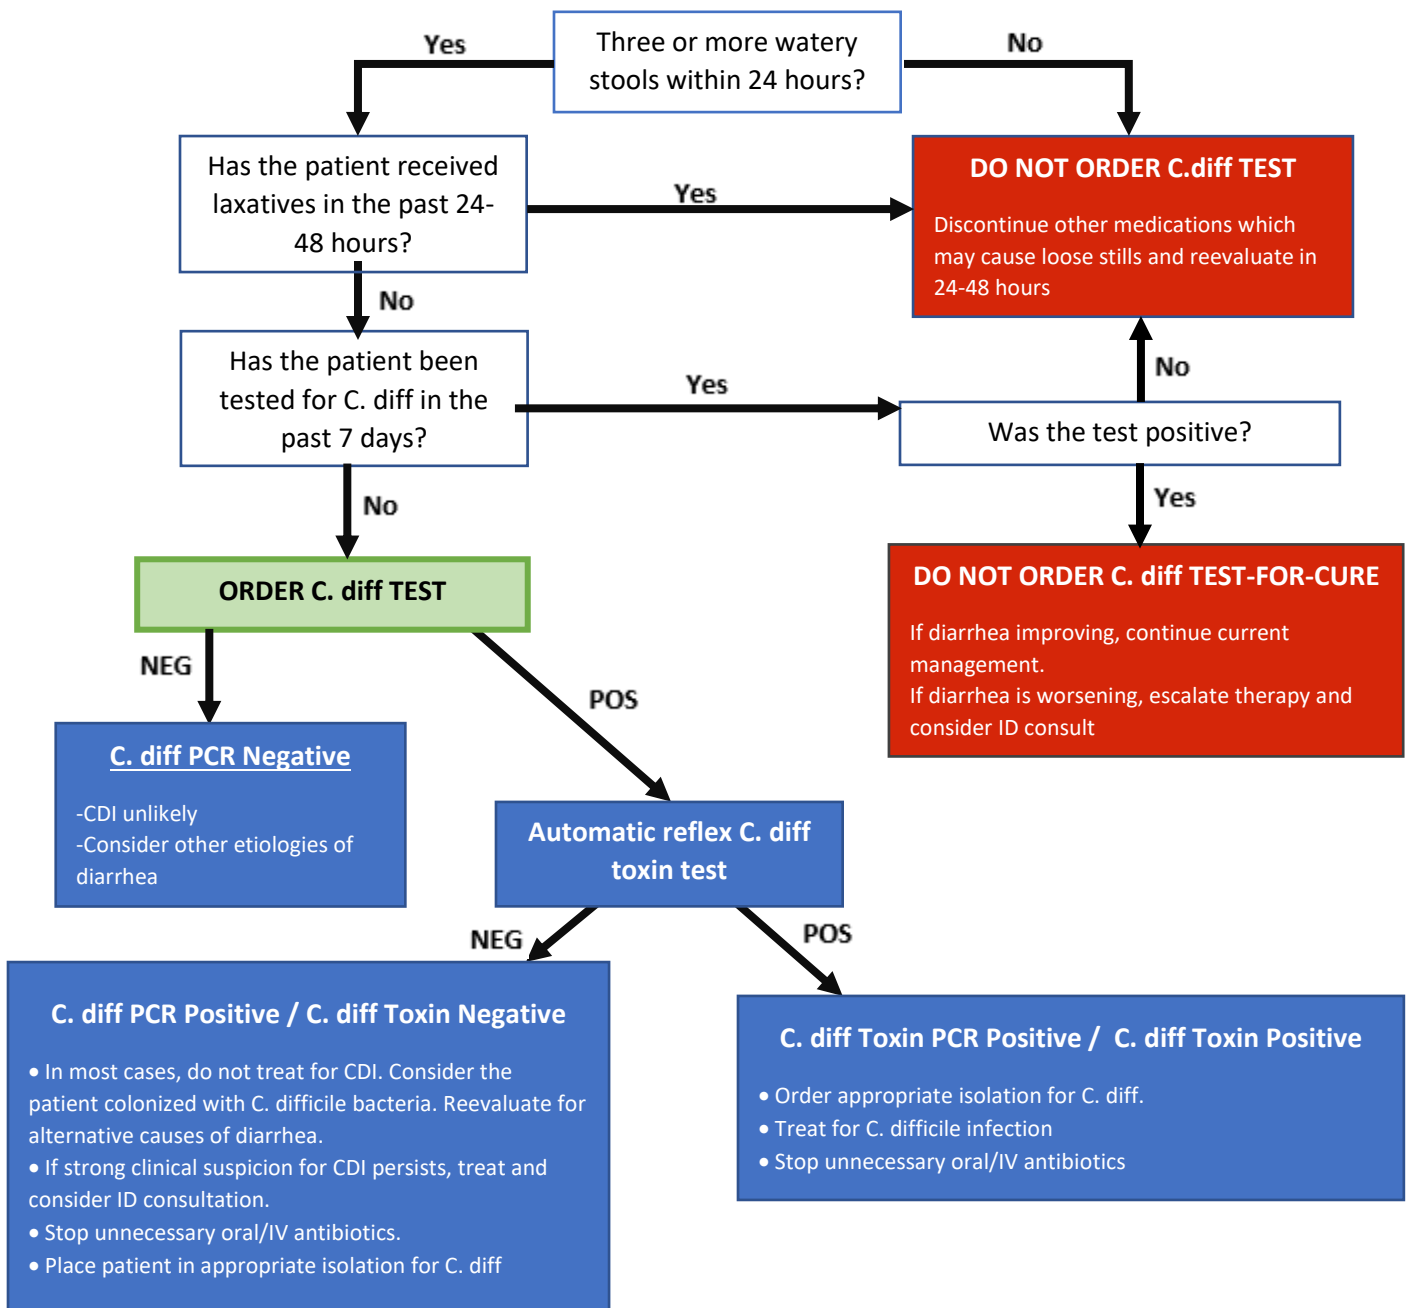 Three or more watery
stools within 24 hours?
Yes
No
Has the patient received
laxatives in the past 24-
48 hours?
Yes
No
DO NOT ORDER C.diff TEST
Discontinue other medications which
may cause loose stills and reevaluate in
24-48 hours
Has the patient been
tested for C. diff in the
past 7 days?
Yes
No
Was the test positive?
No
Yes
ORDER C. diff TEST
NEG
POS
DO NOT ORDER C. diff TEST-FOR-CURE
If diarrhea improving, continue current
management.
If diarrhea is worsening, escalate therapy and
consider ID consult
C. diff PCR Negative
-CDI unlikely
-Consider other etiologies of
diarrhea
Automatic reflex C. diff
toxin test
NEG
POS
C. diff PCR Positive / C. diff Toxin Negative
• In most cases, do not treat for CDI. Consider the
patient colonized with C. difficile bacteria. Reevaluate for
alternative causes of diarrhea.
• If strong clinical suspicion for CDI persists, treat and
consider ID consultation.
• Stop unnecessary oral/IV antibiotics.
• Place patient in appropriate isolation for C. diff
C. diff Toxin PCR Positive / C. diff Toxin Positive
• Order appropriate isolation for C. diff.
• Treat for C. difficile infection
• Stop unnecessary oral/IV antibiotics